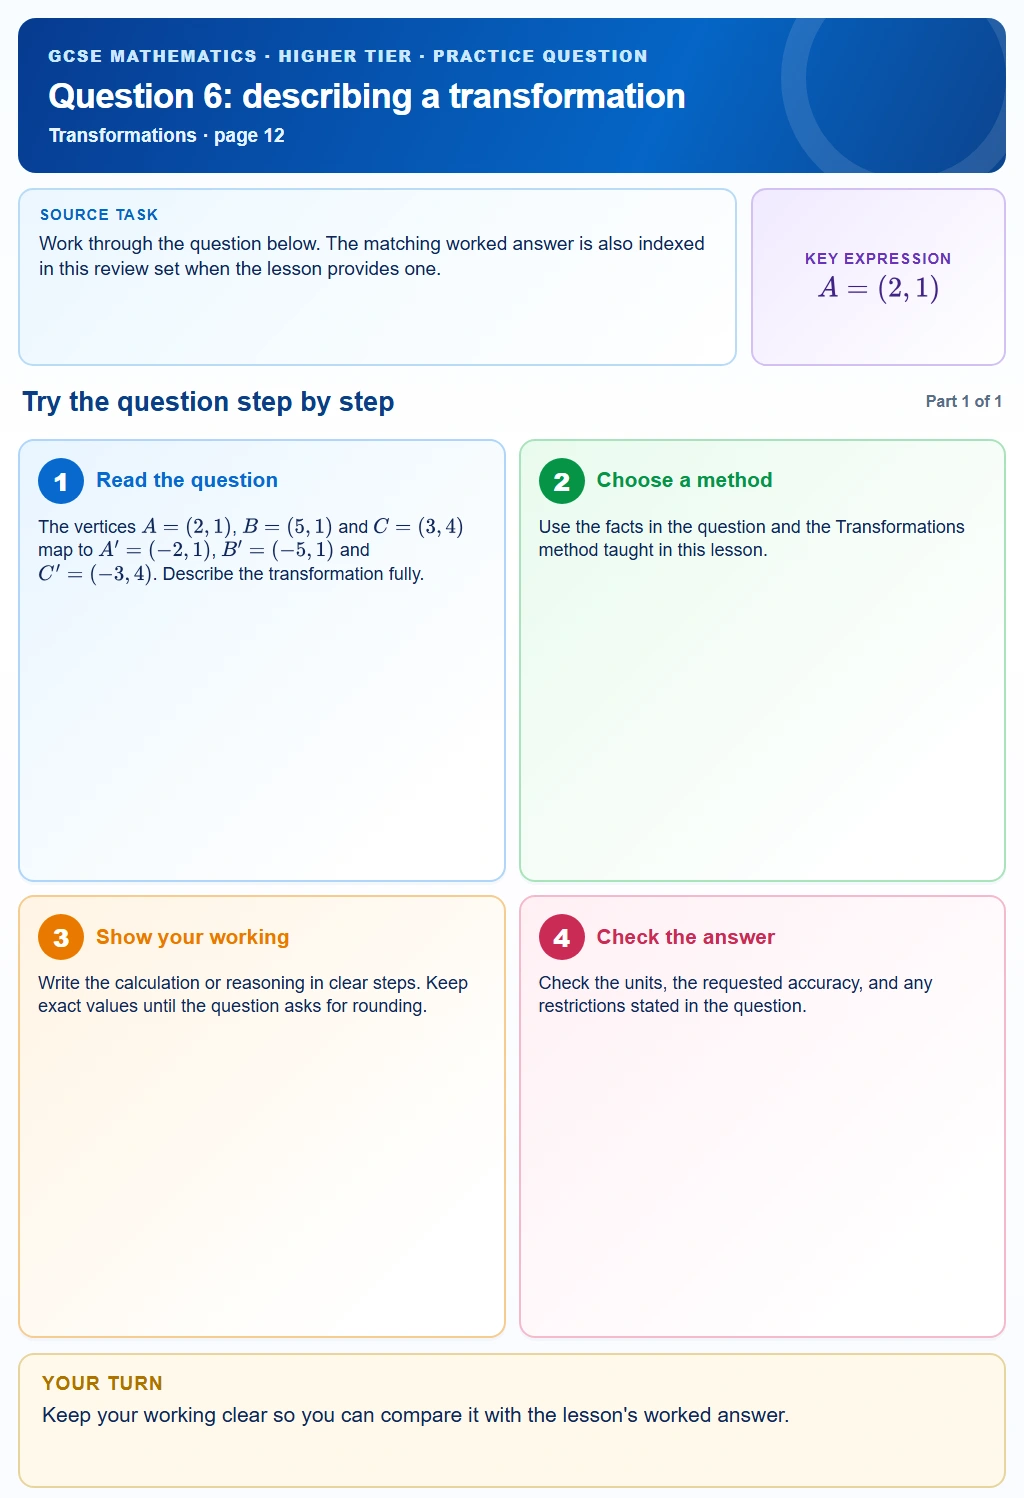 GCSE MATHEMATICS · HIGHER TIER · PRACTICE QUESTION
Question 6: describing a transformation
Transformations · page 12
SOURCE TASK
Work through the question below. The matching worked answer is also indexed
in this review set when the lesson provides one.
KEY EXPRESSION
A = (2, 1)
Try the question step by step
Part 1 of 1
1 Read the question
The vertices A = (2, 1), B = (5, 1) and C = (3, 4)
map to A′ = (−2, 1), B′ = (−5, 1) and
C′ = (−3, 4). Describe the transformation fully.
2 Choose a method
Use the facts in the question and the Transformations
method taught in this lesson.
3 Show your working
Write the calculation or reasoning in clear steps. Keep
exact values until the question asks for rounding.
4 Check the answer
Check the units, the requested accuracy, and any
restrictions stated in the question.
YOUR TURN
Keep your working clear so you can compare it with the lesson's worked answer.